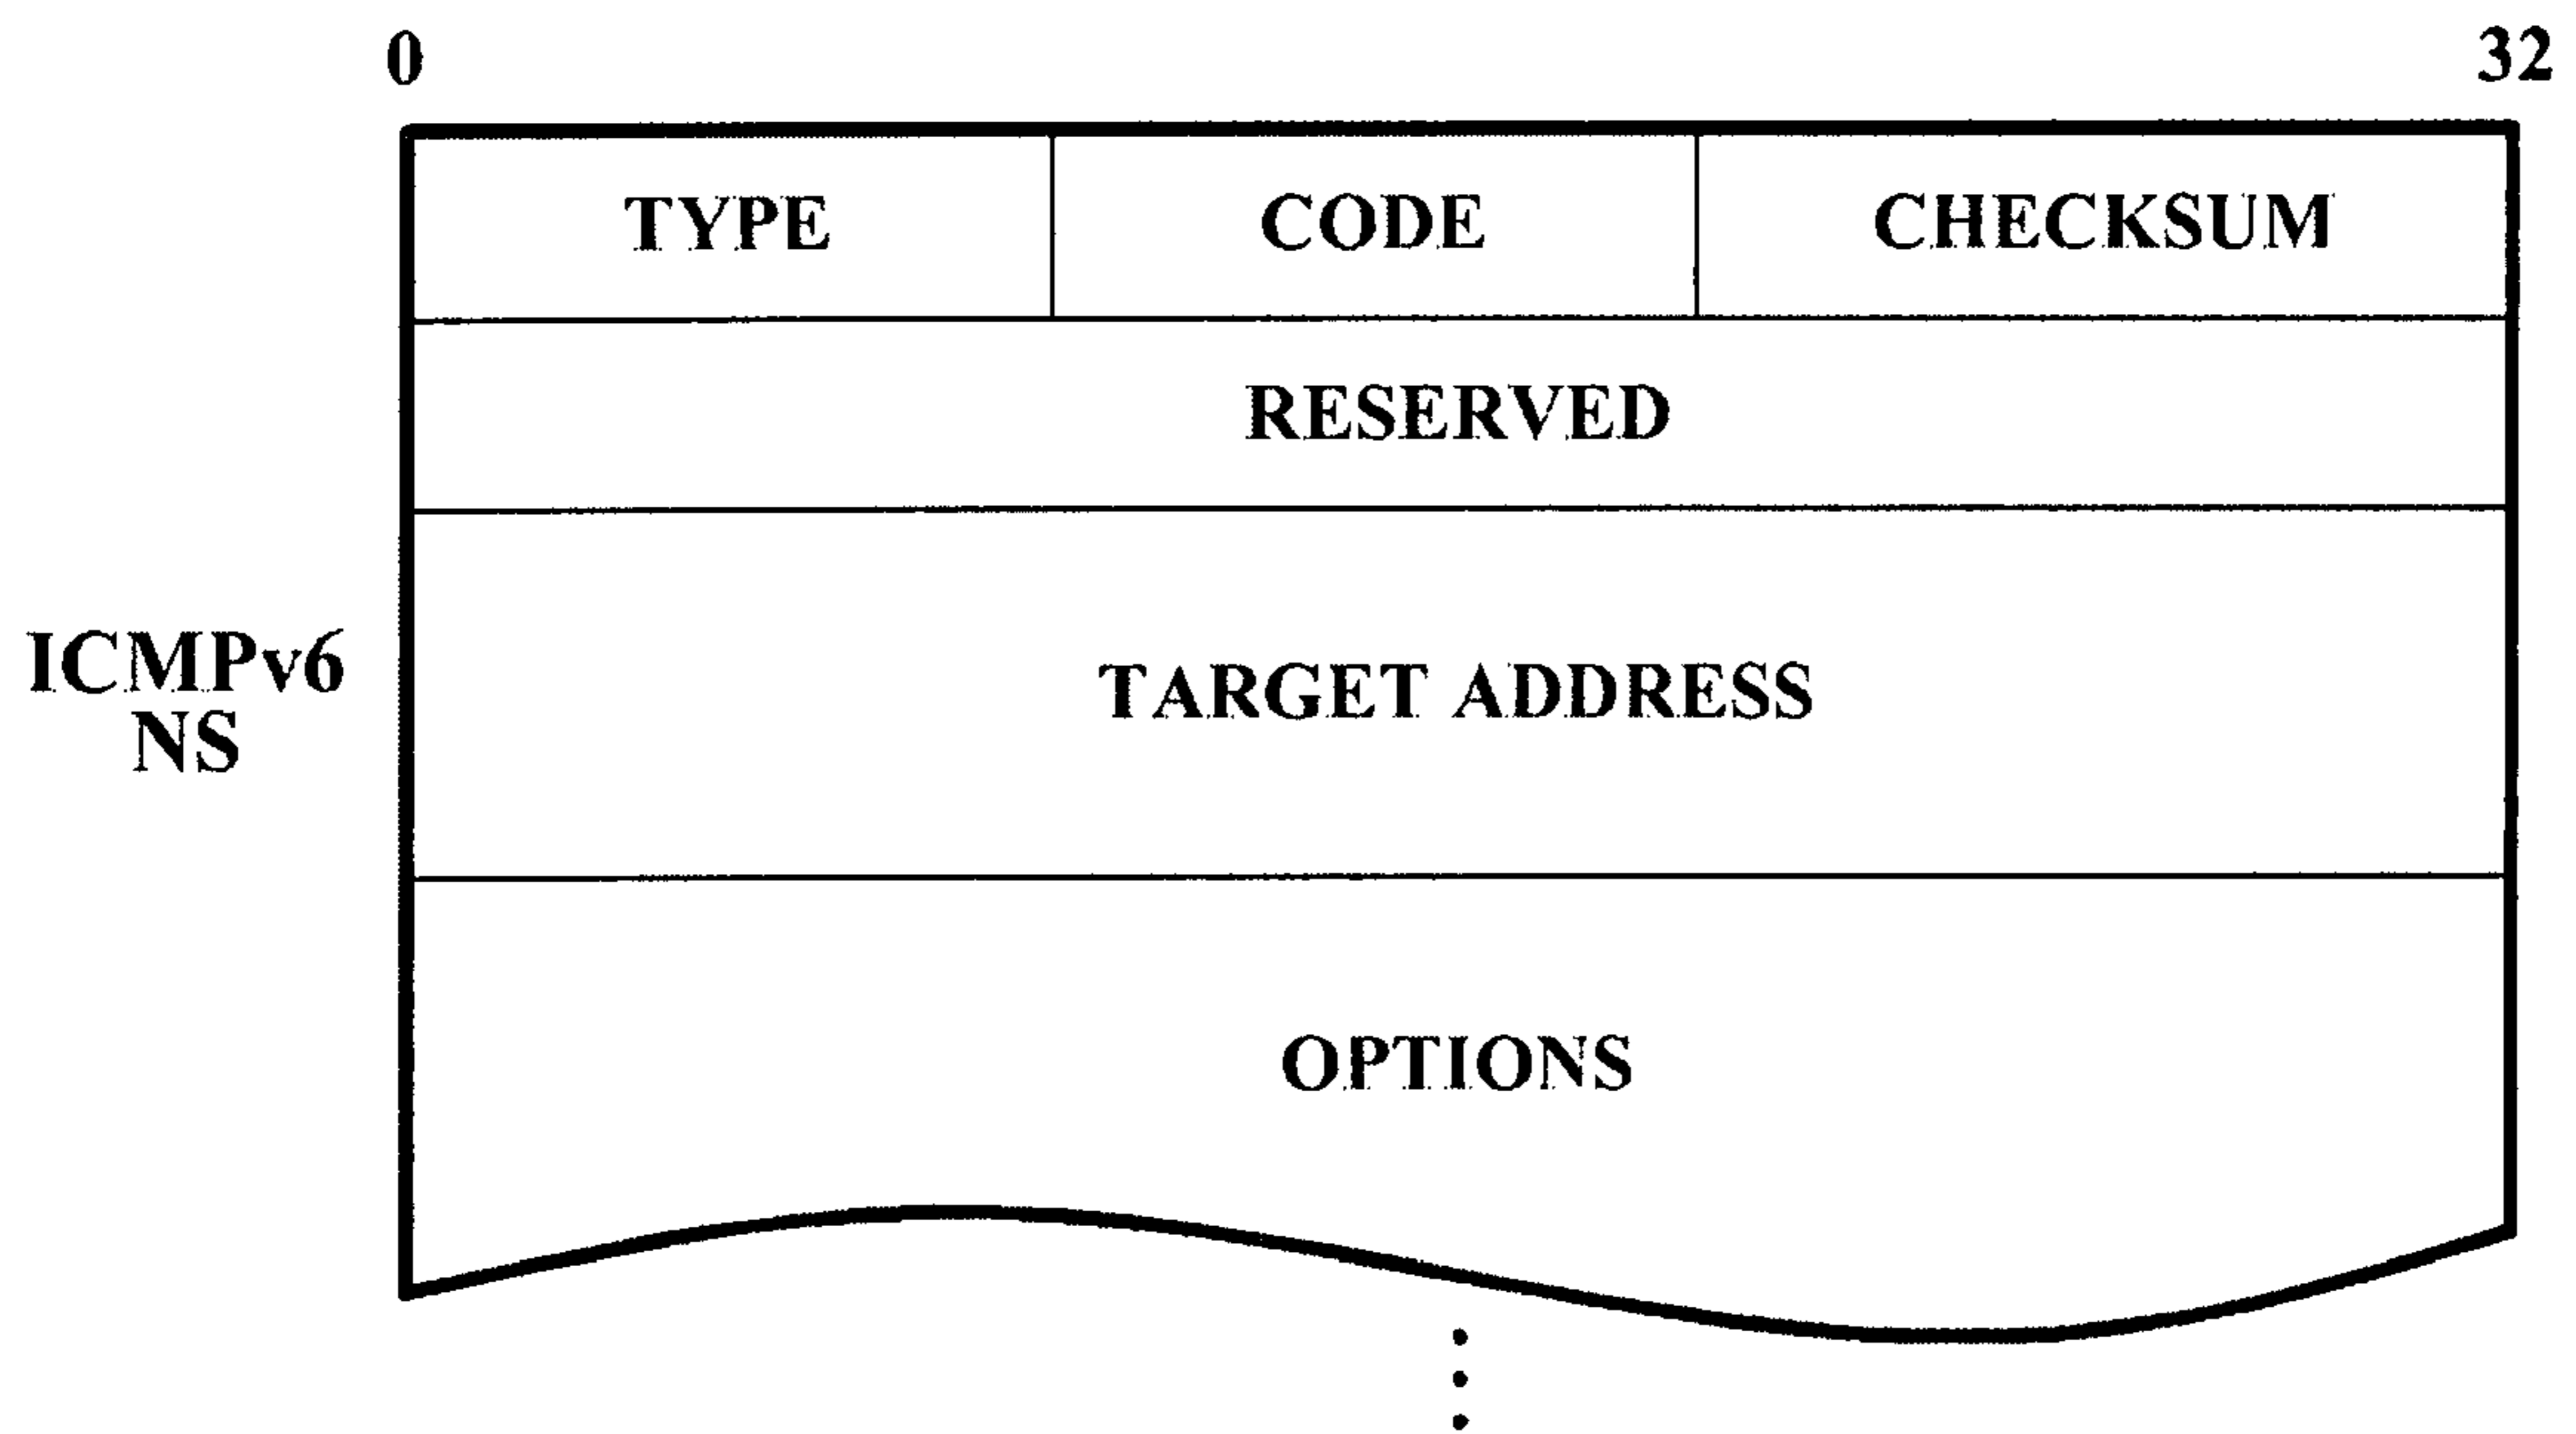 0 32
TYPE CODE CHECKSUM
RESERVED
TARGET ADDRESS
ICMPv6
NS
OPTIONS